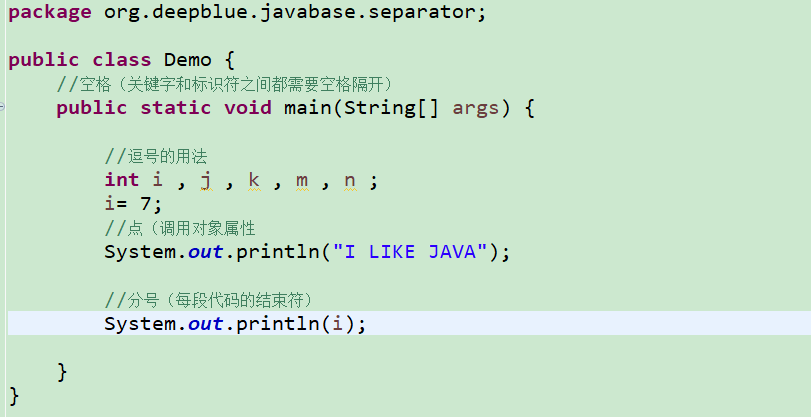 package org.deepblue.javabase.separator;
public class Demo {
//空格（关键字和标识符之间都需要空格隔开）
public static void main(String[] args) {
//逗号的用法
int i , j , k , m , n ;
i= 7;
//点（调用对象属性
System.out.println("I LIKE JAVA");
//分号（每段代码的结束符）
System.out.println(i);
}
}